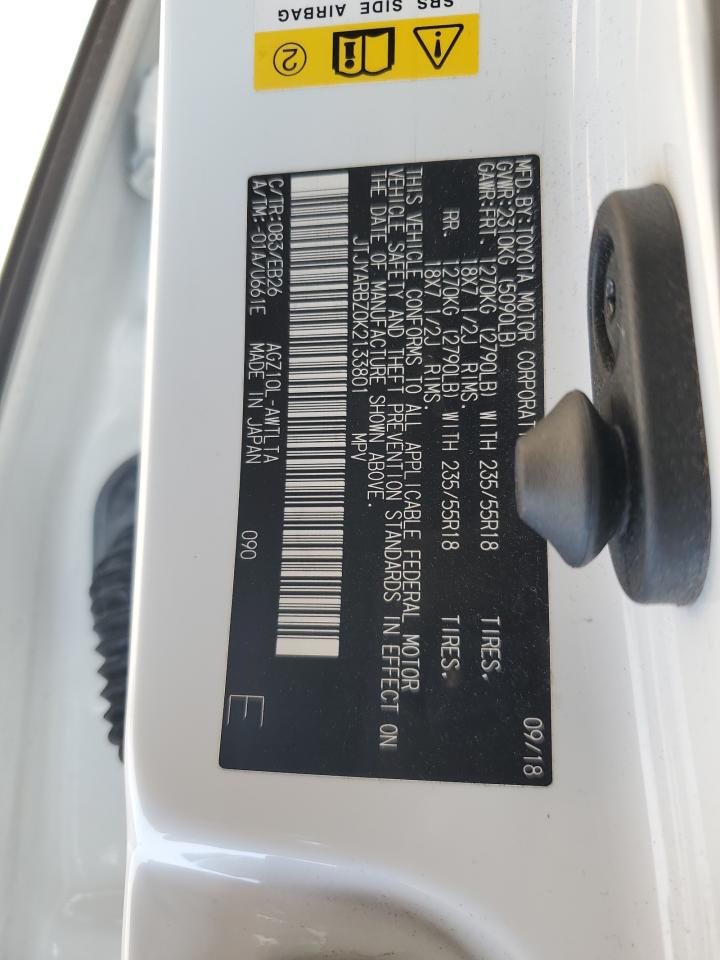 SRS SIDE AIRBAG
2
MFD.BY:TOYOTA MOTOR CORPORAT 09/18
GVWR:2310KG (5090LB)
GAWR:FRT. 1270KG (2790LB) WITH 235/55R18 TIRES.
18X7 1/2J RIMS.
RR. 1270KG (2790LB) WITH 235/55R18 TIRES.
18X7 1/2J RIMS.
THIS VEHICLE CONFORMS TO ALL APPLICABLE FEDERAL MOTOR
VEHICLE SAFETY AND THEFT PREVENTION STANDARDS IN EFFECT ON
THE DATE OF MANUFACTURE SHOWN ABOVE.
JTJYARBZ0K2133801 MPV
C/TR:083/EB26 AGZ10L-AWTLTA 090 E
A/TM:-01A/U661E MADE IN JAPAN